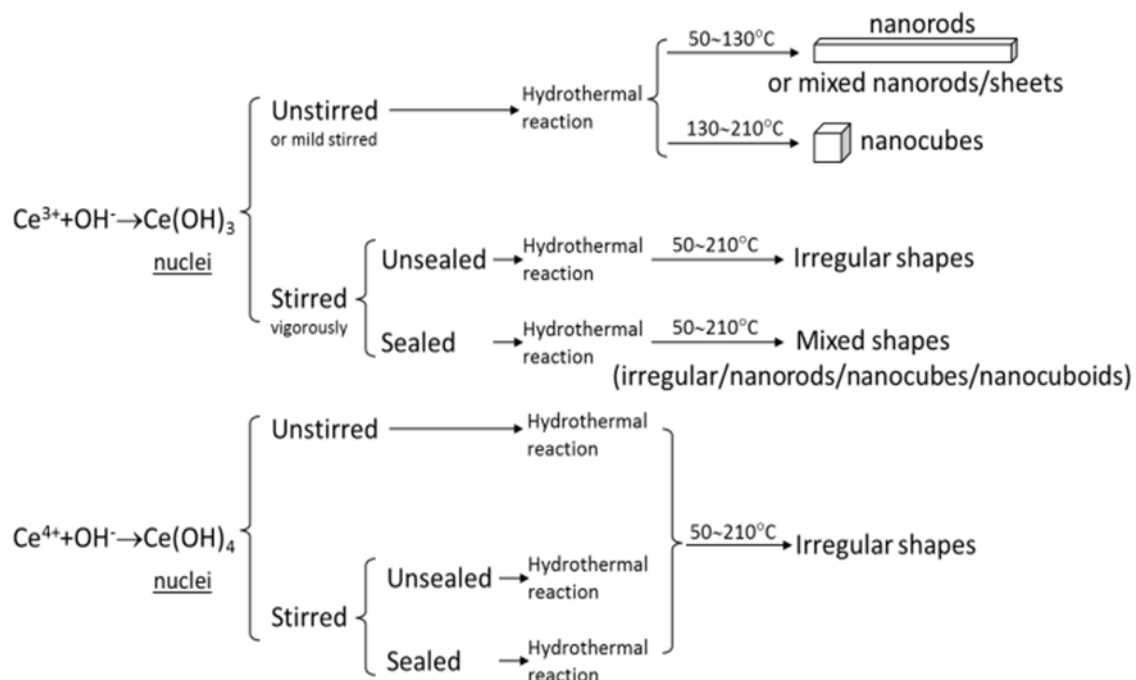 nanorods
50~130°C
or mixed nanorods/sheets
Unstirred
or mild stirred
Hydrothermal
reaction
130~210°C
nanocubes
Ce³⁺+OH⁻→Ce(OH)₃
nuclei
Unsealed
Hydrothermal
reaction
50~210°C
Irregular shapes
Stirred
vigorously
Sealed
Hydrothermal
reaction
50~210°C
Mixed shapes
(irregular/nanorods/nanocubes/nanocuboids)
Unstirred
Hydrothermal
reaction
Ce⁴⁺+OH⁻→Ce(OH)₄
nuclei
50~210°C
Irregular shapes
Stirred
Unsealed
Hydrothermal
reaction
Sealed
Hydrothermal
reaction